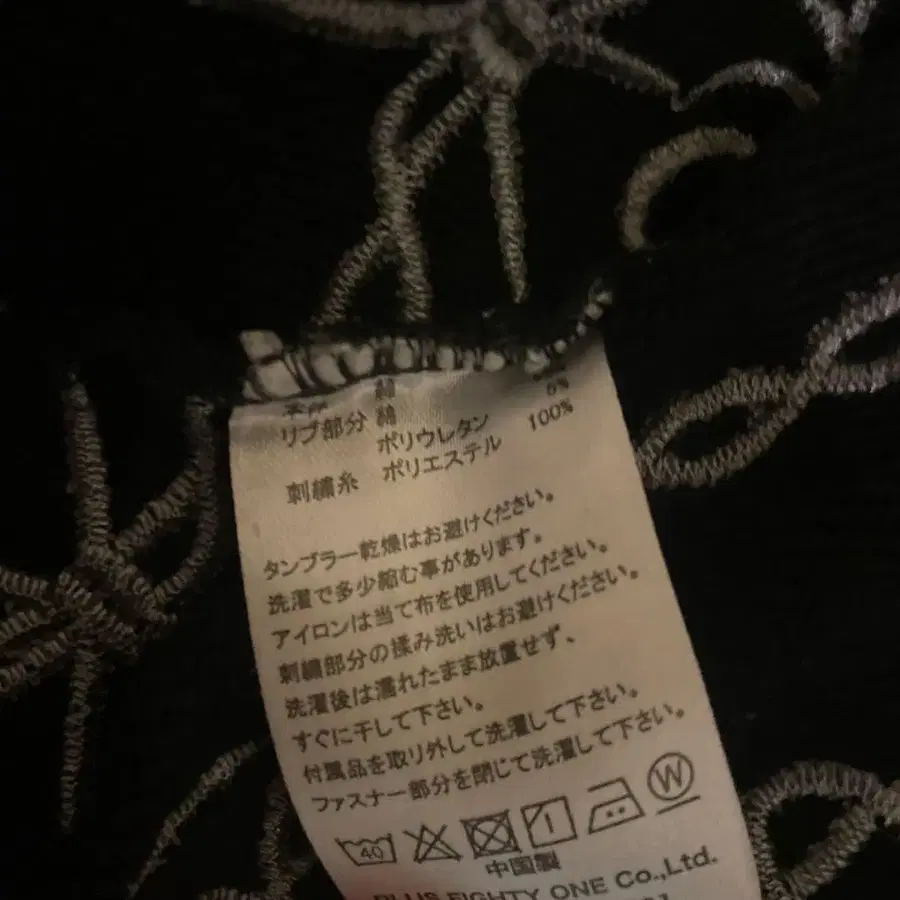 綿
リブ部分 綿
ポリウレタン 5%
刺繍糸 ポリエステル 100%
タンブラー乾燥はお避けください。
洗濯で多少縮む事があります。
アイロンは当て布を使用してください。
刺繍部分の揉み洗いはお避けください。
洗濯後は濡れたまま放置せず、
すぐに干して下さい。
付属品を取り外して洗濯して下さい。
ファスナー部分を閉じて洗濯して下さい。
40 W
中国製
PLUS EIGHTY ONE Co.,Ltd.